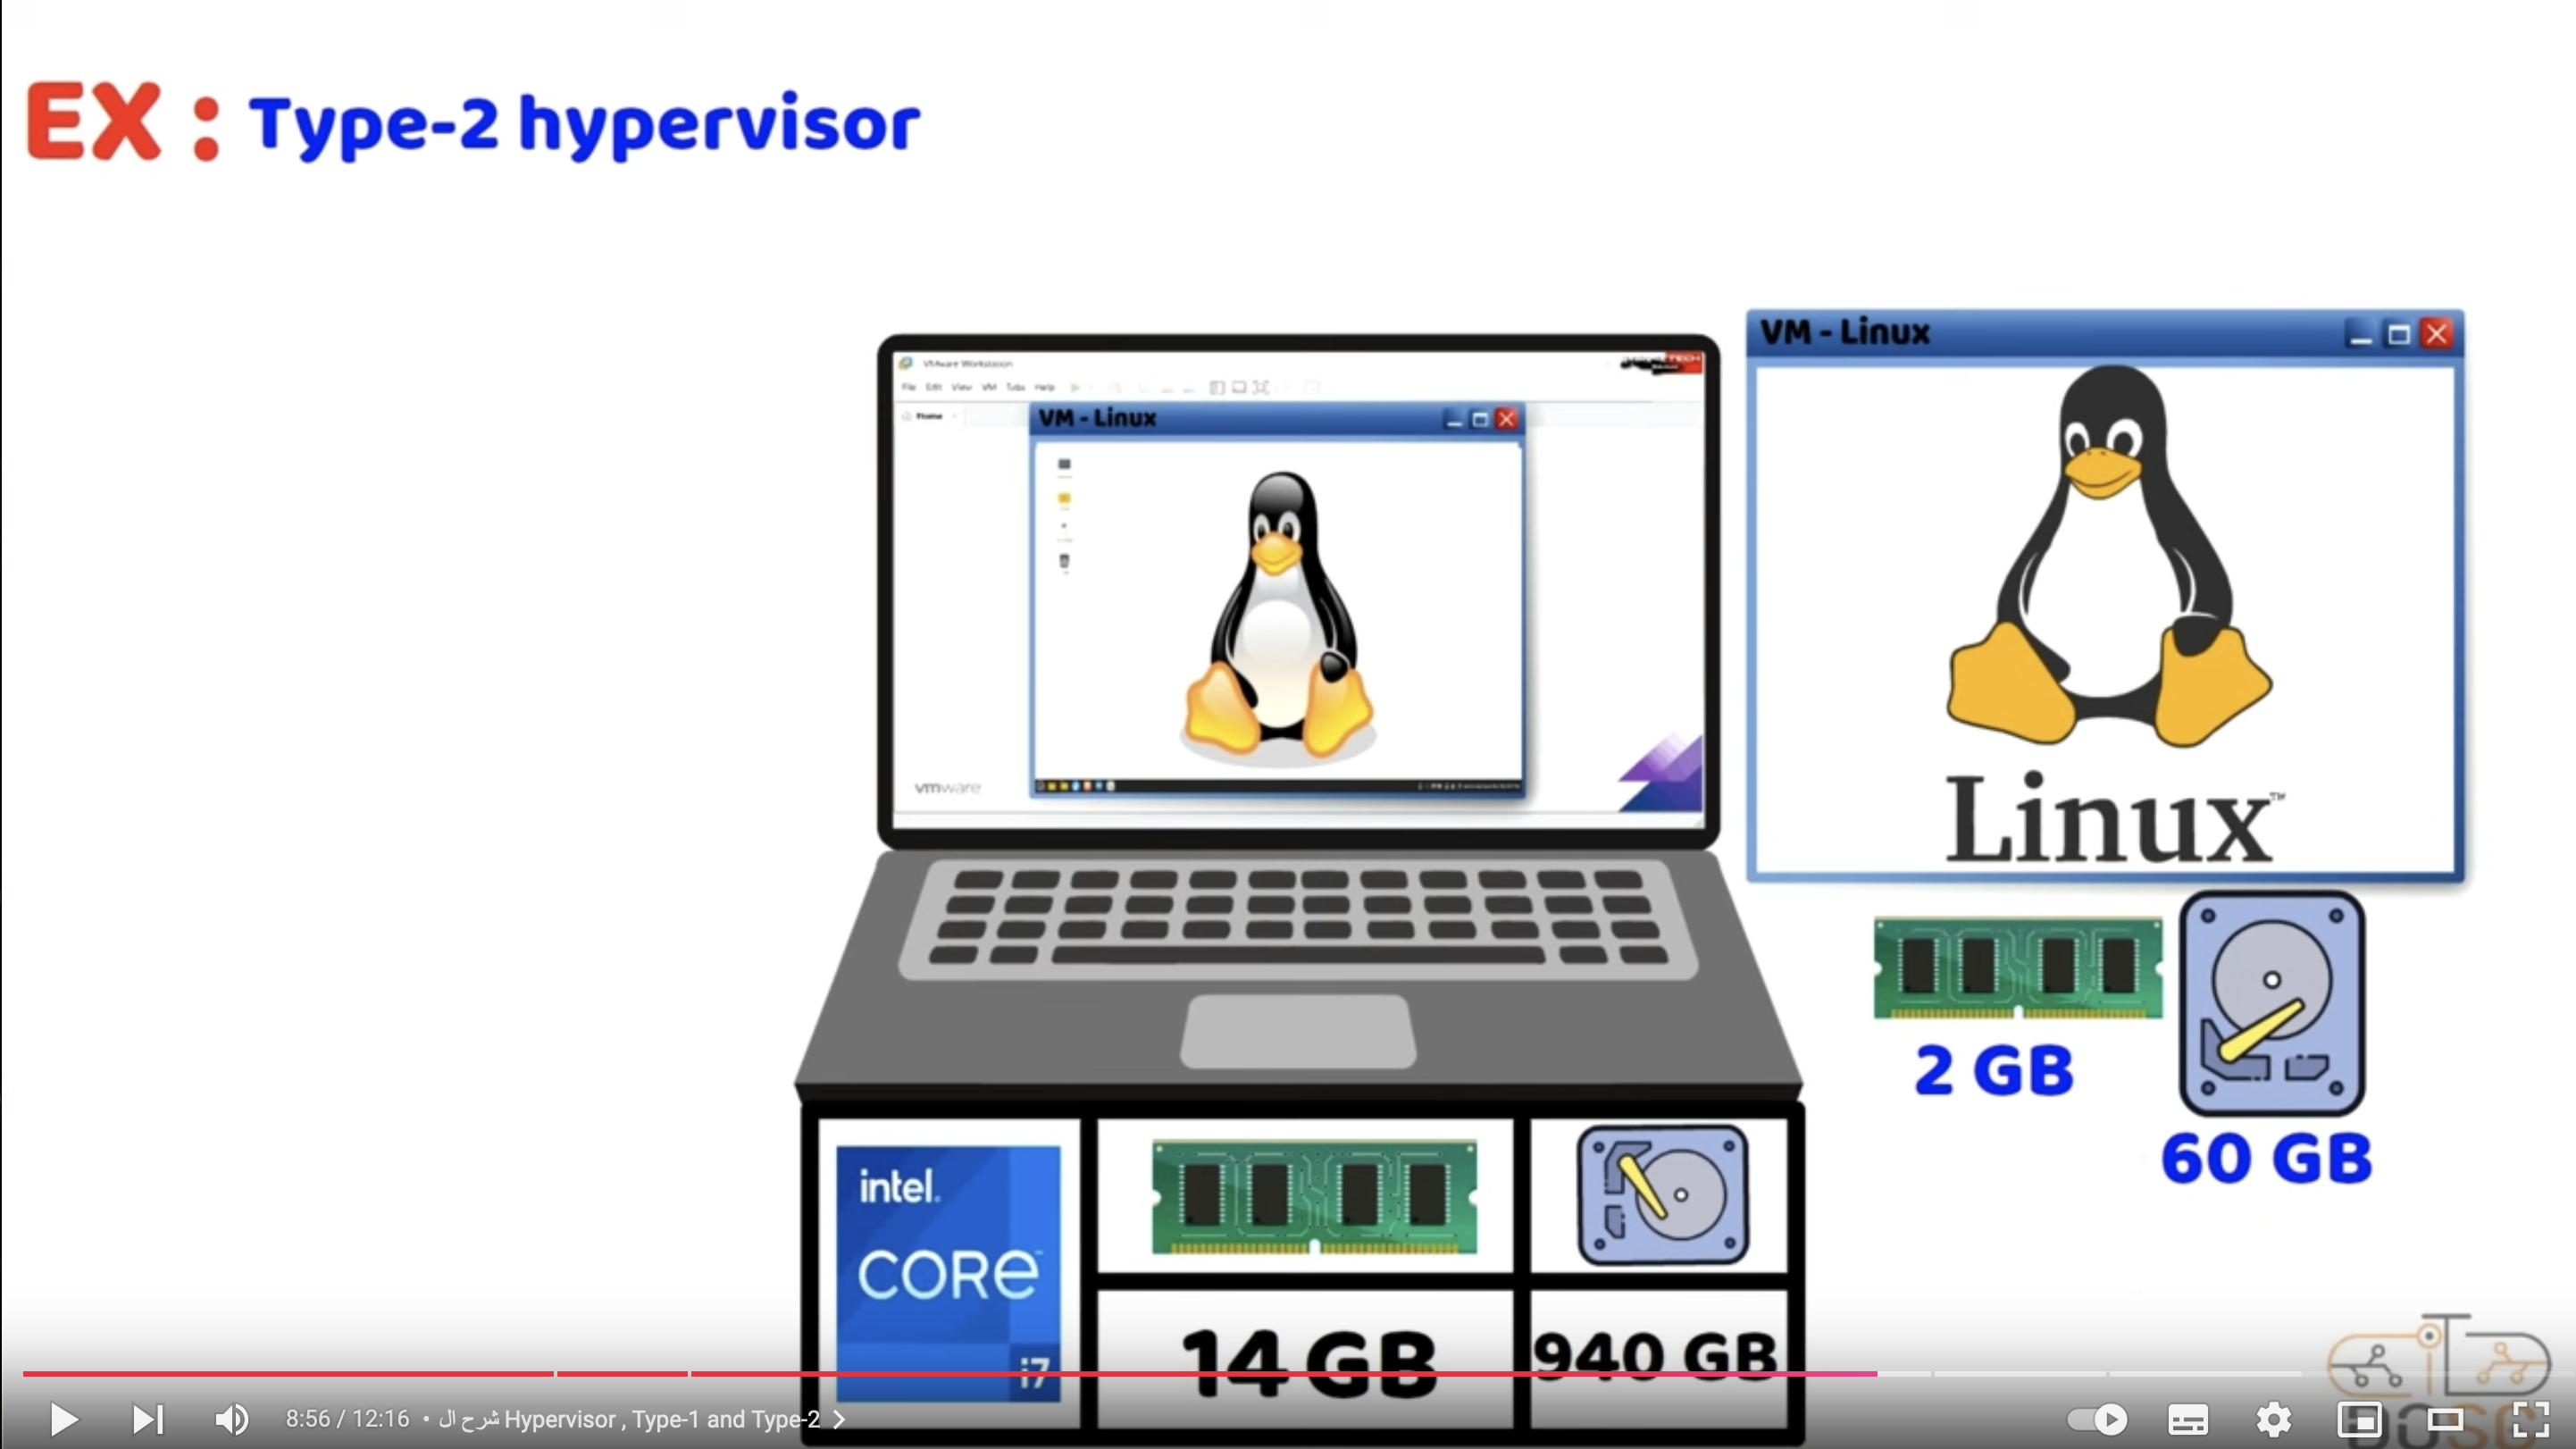 EX : Type-2 hypervisor
VMware Workstation
File Edit View VM Tabs Help
TECH
Home
VM - Linux
vmware
VM - Linux
Linux™
2 GB
60 GB
intel.
CORe™
i7
14 GB
940 GB
8:56 / 12:16 • شرح ال Hypervisor , Type-1 and Type-2